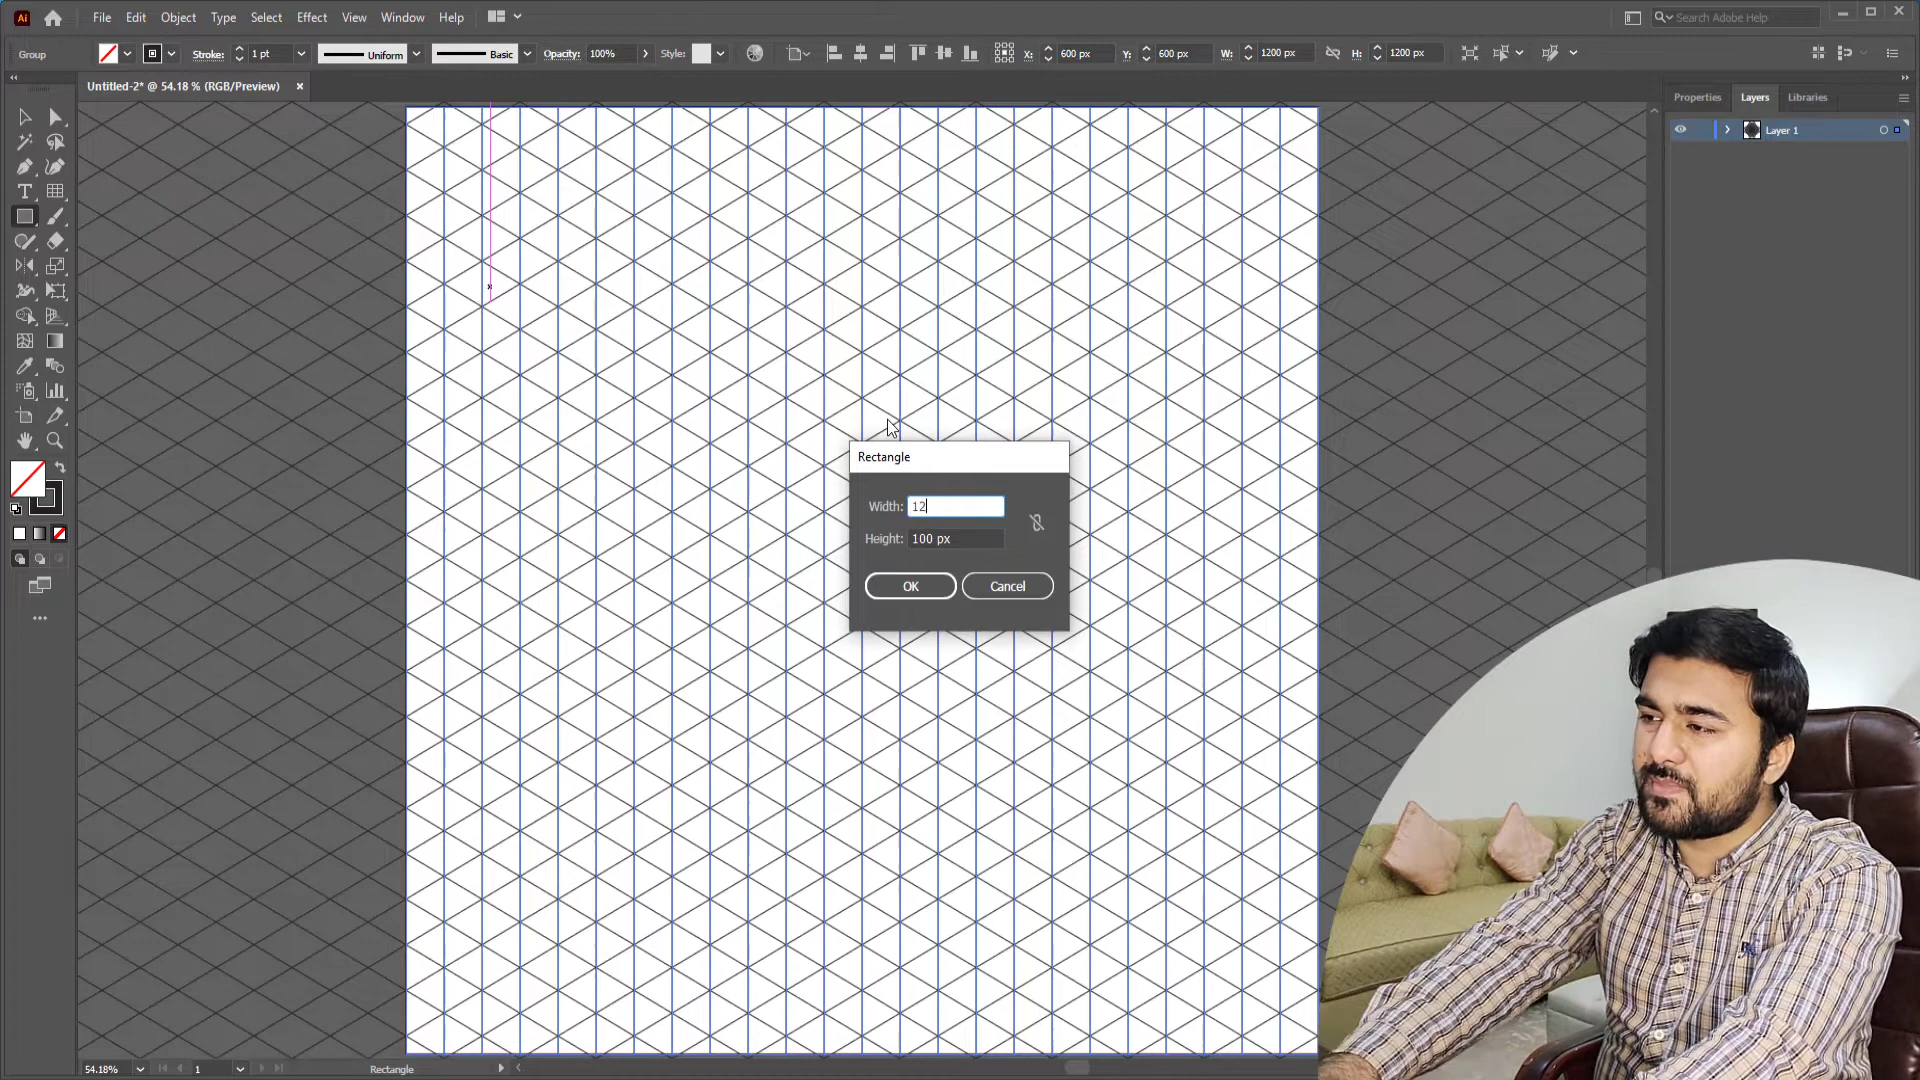 Ai File Edit Object Type Select Effect View Window Help Search Adobe Help
Group Stroke: 1 pt Uniform Basic Opacity: 100% Style: X: 600 px Y: 600 px W: 1200 px H: 1200 px
Untitled-2* @ 54.18 % (RGB/Preview) ×
Properties Layers Libraries
Layer 1
Rectangle
Width: 12
Height: 100 px
OK Cancel
54.18% 1 Rectangle